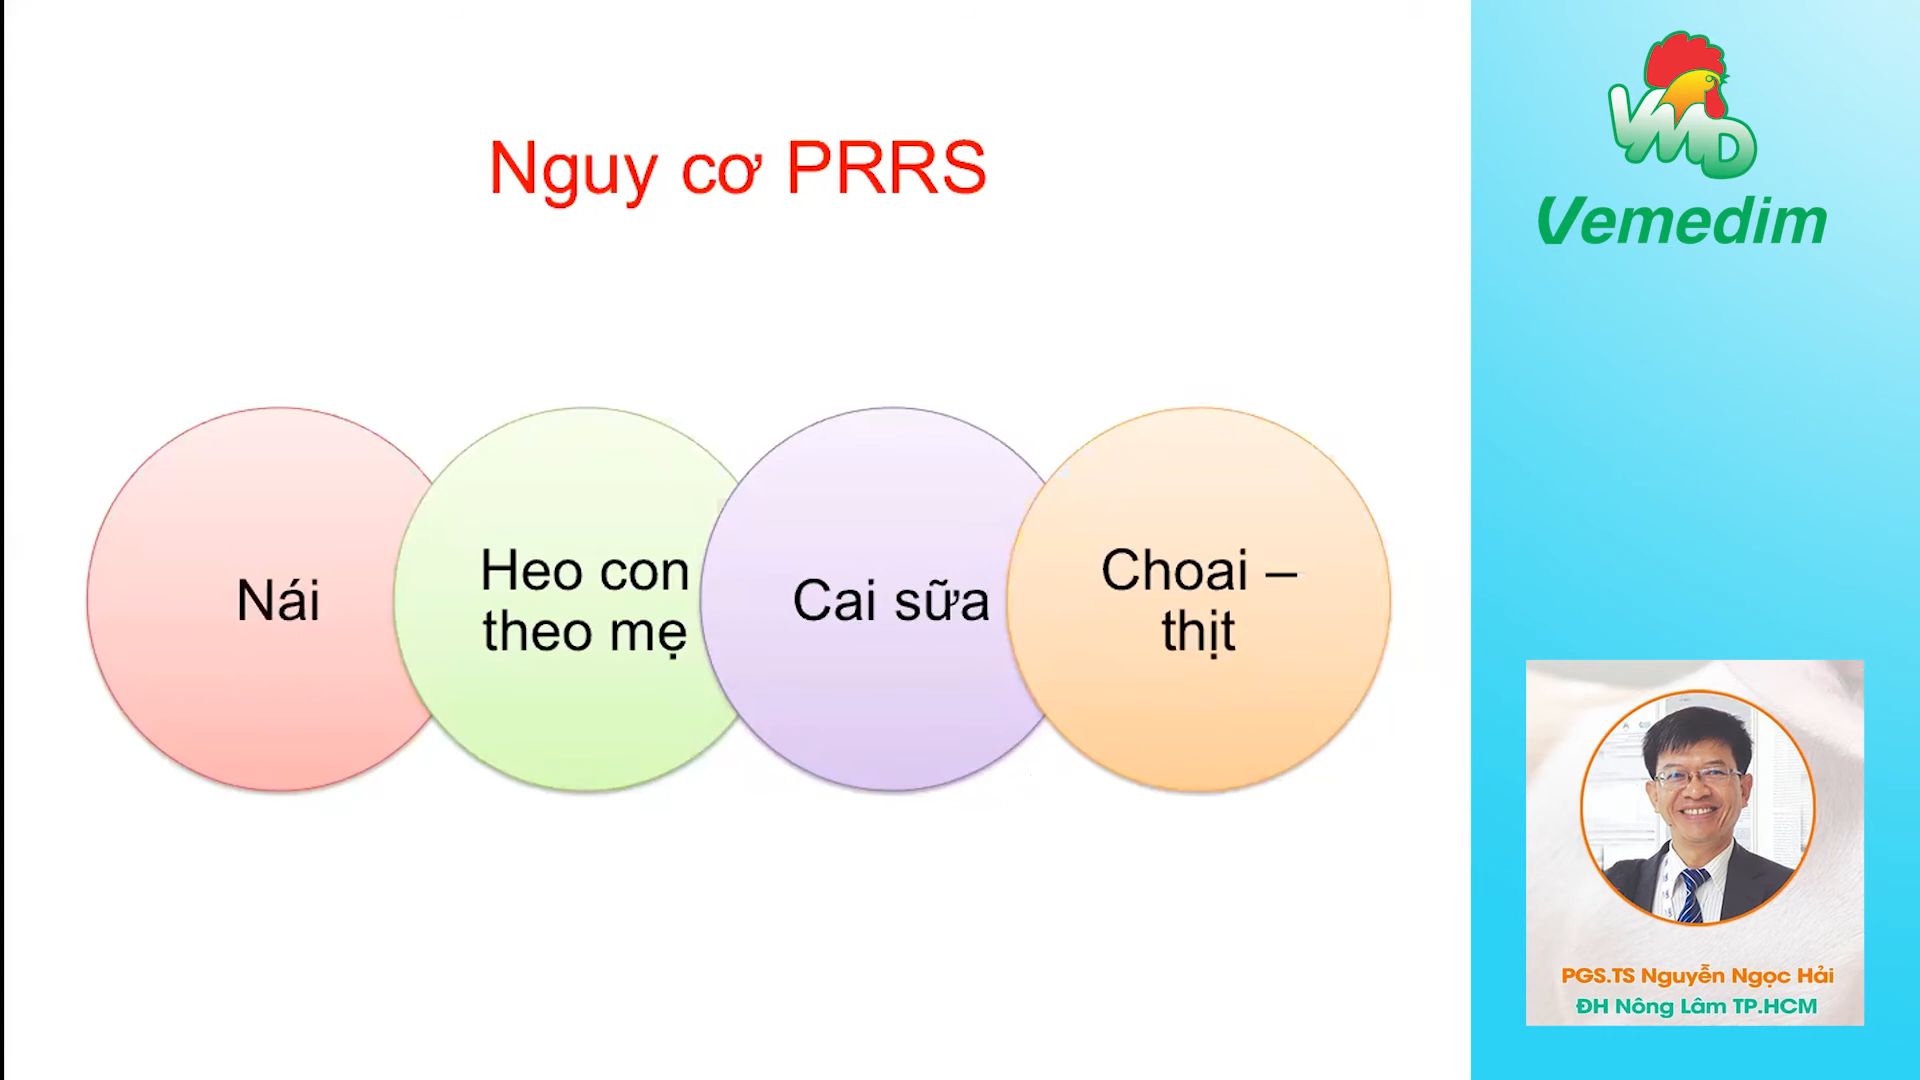 Nguy cơ PRRS
Nái
Heo con
theo mẹ
Cai sữa
Choai –
thịt
VMD
Vemedim
PGS.TS Nguyễn Ngọc Hải
ĐH Nông Lâm TP.HCM